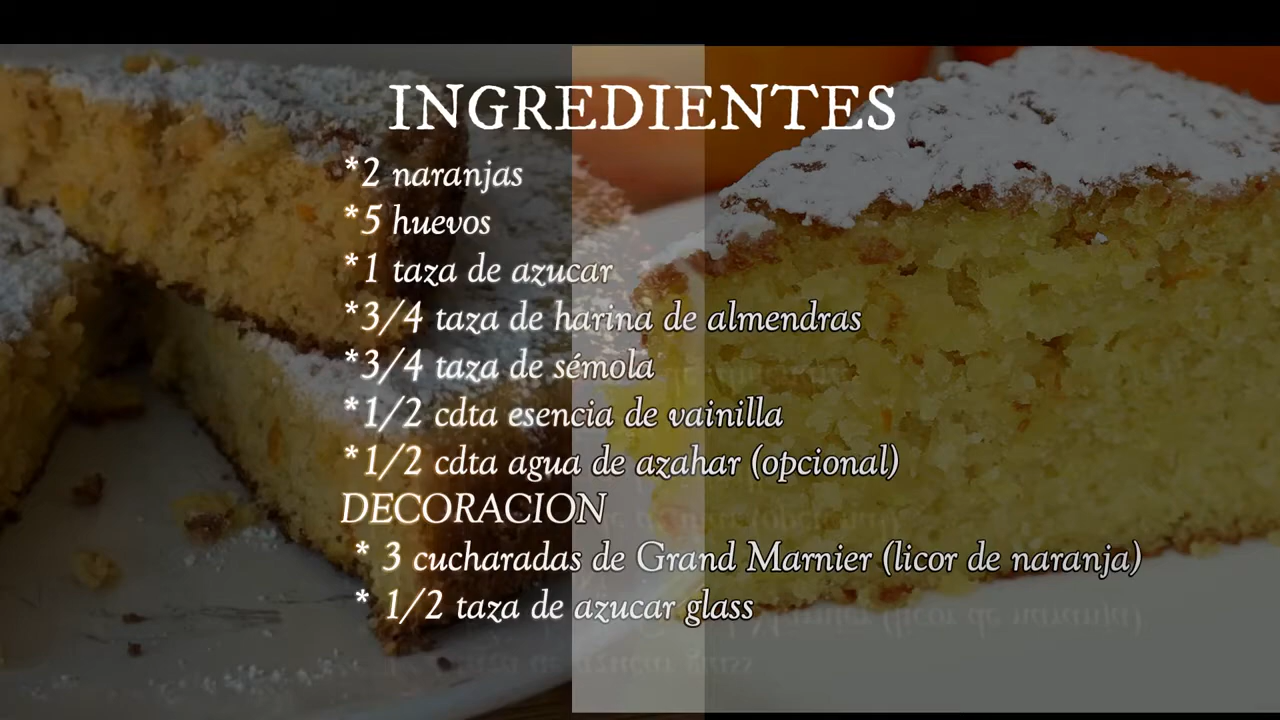 INGREDIENTES
*2 naranjas
*5 huevos
*1 taza de azucar
*3/4 taza de harina de almendras
*3/4 taza de sémola
*1/2 cdta esencia de vainilla
*1/2 cdta agua de azahar (opcional)
DECORACION
* 3 cucharadas de Grand Marnier (licor de naranja)
* 1/2 taza de azucar glass